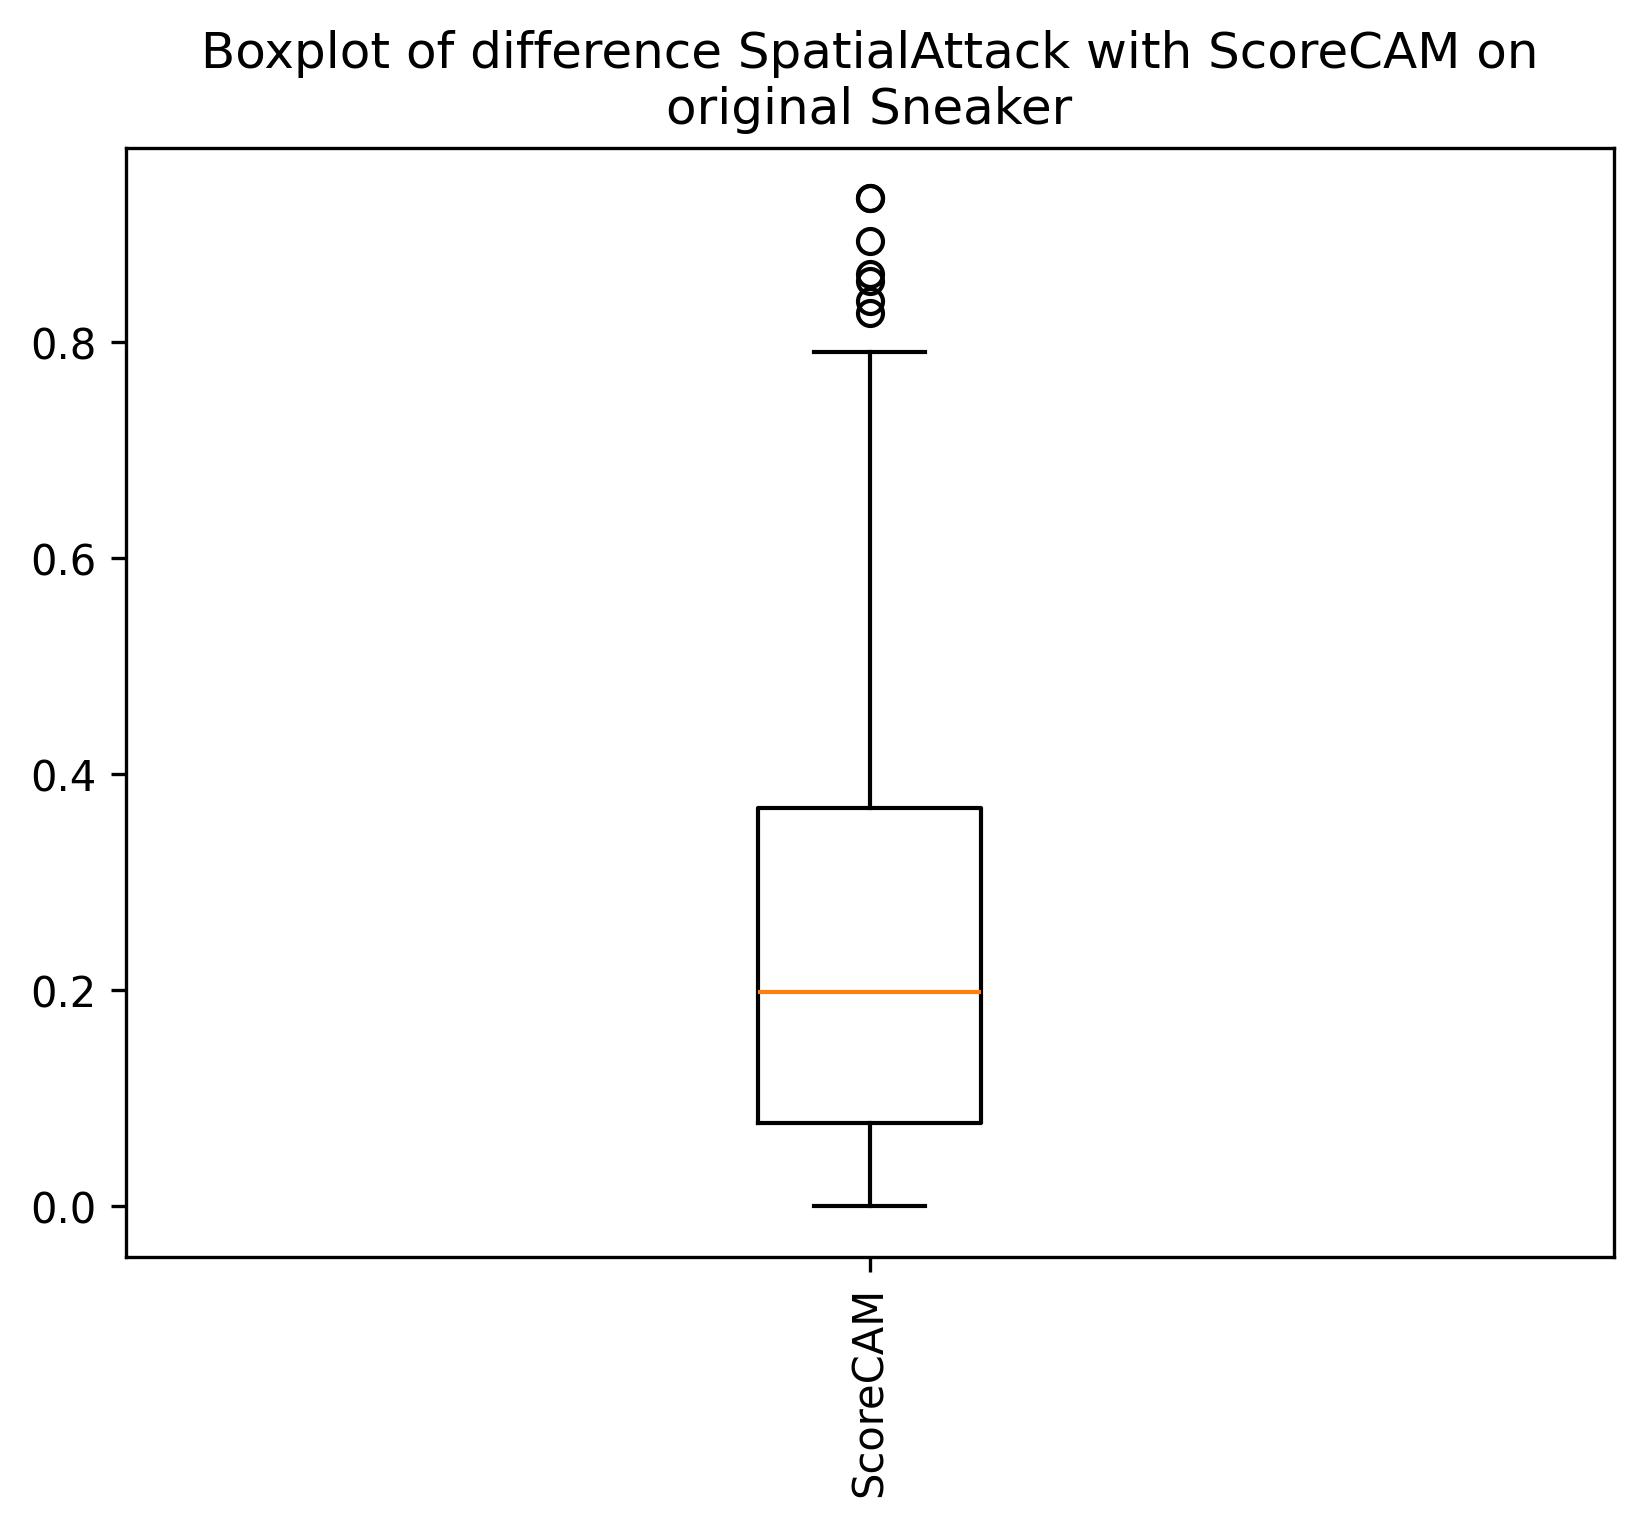 Boxplot of difference SpatialAttack with ScoreCAM on
original Sneaker
0.8
0.6
0.4
0.2
0.0
ScoreCAM